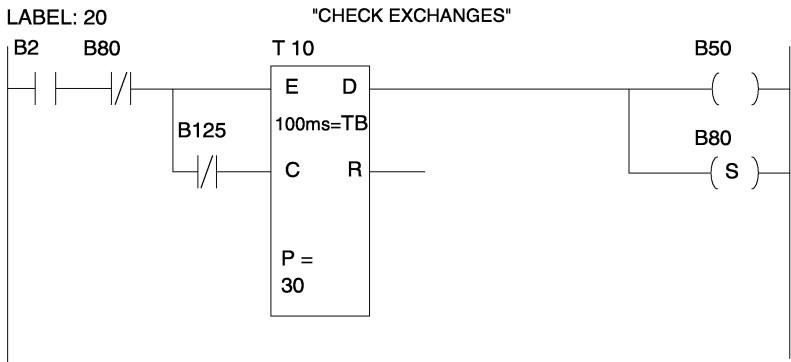 LABEL: 20
"CHECK EXCHANGES"
B2
B80
T 10
B50
E
D
100ms=TB
B125
B80
C
R
S
P =
30